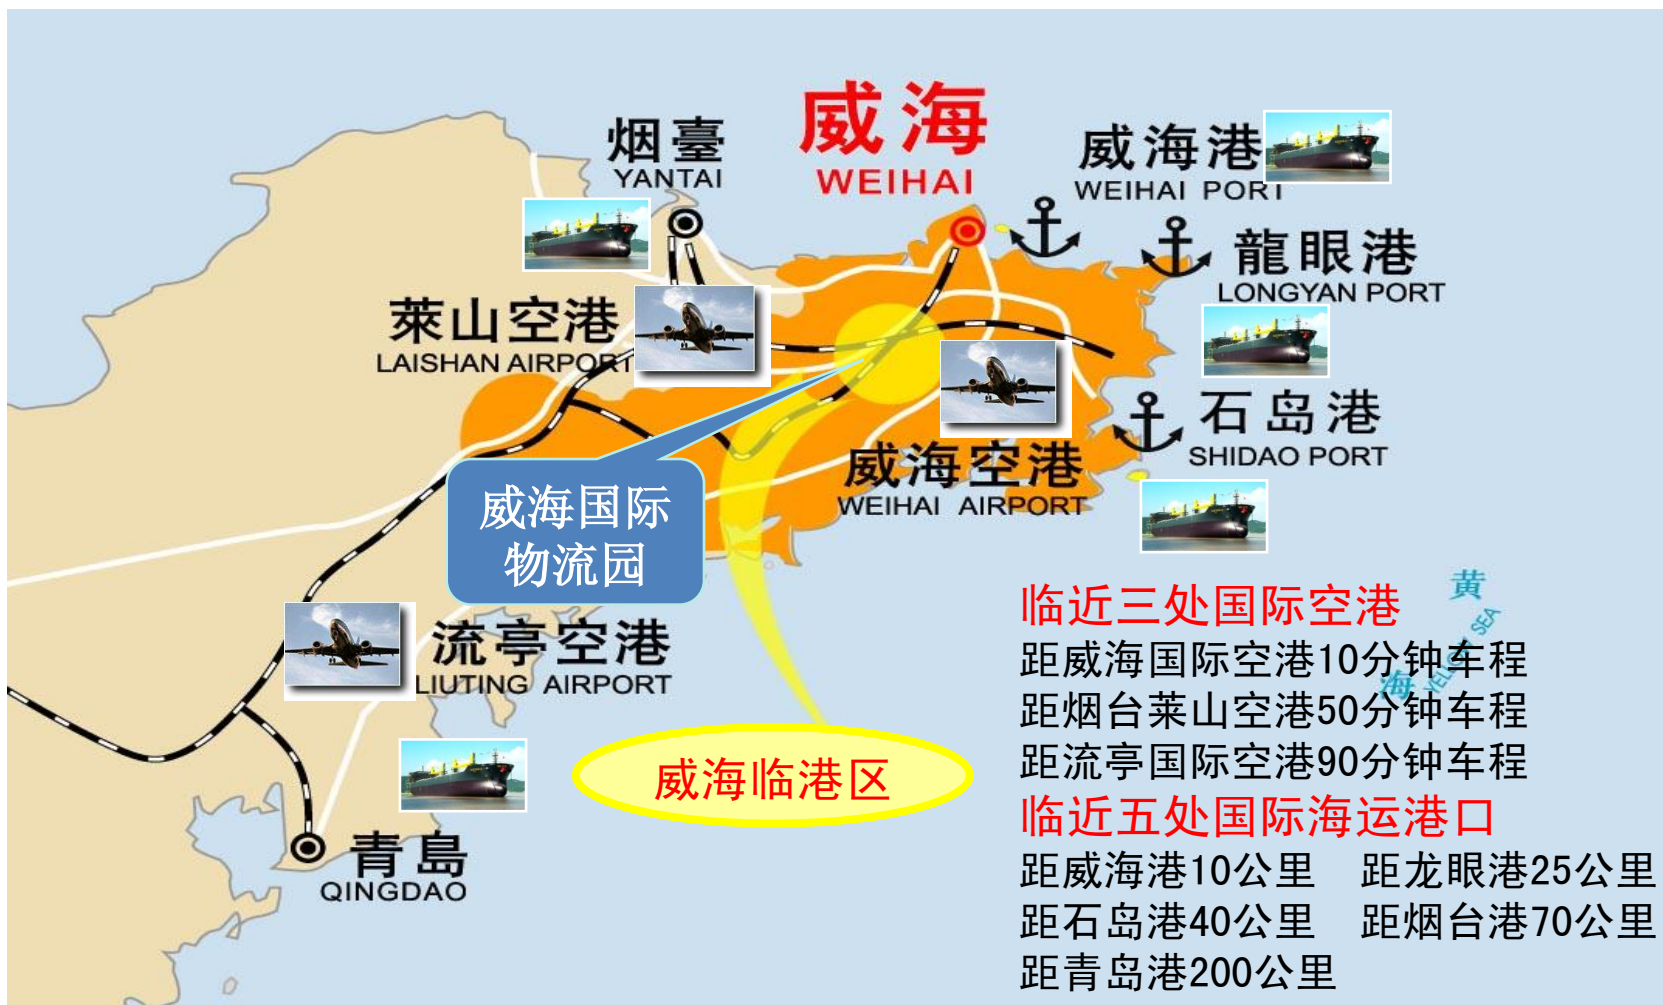 威海
WEIHAI
烟臺
YANTAI
威海港
WEIHAI PORT
龍眼港
LONGYAN PORT
萊山空港
LAISHAN AIRPORT
石岛港
SHIDAO PORT
威海空港
WEIHAI AIRPORT
威海国际
物流园
流亭空港
LIUTING AIRPORT
黄海
YELLOW SEA
威海临港区
青島
QINGDAO
临近三处国际空港
距威海国际空港10分钟车程
距烟台莱山空港50分钟车程
距流亭国际空港90分钟车程
临近五处国际海运港口
距威海港10公里 距龙眼港25公里
距石岛港40公里 距烟台港70公里
距青岛港200公里